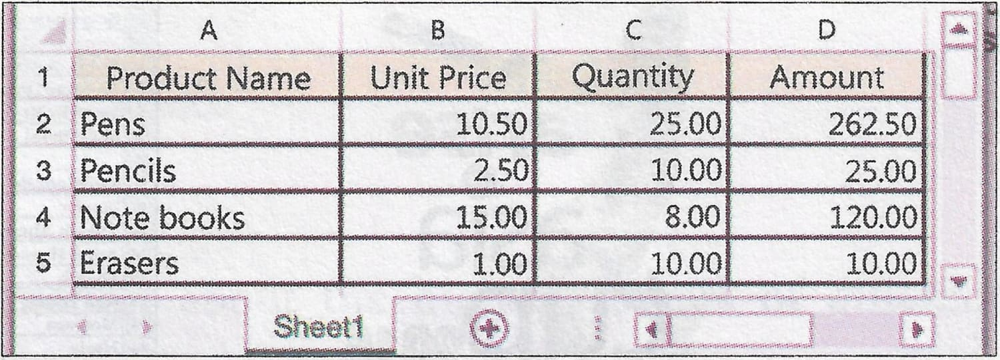 A B C D
1 Product Name Unit Price Quantity Amount
2 Pens 10.50 25.00 262.50
3 Pencils 2.50 10.00 25.00
4 Note books 15.00 8.00 120.00
5 Erasers 1.00 10.00 10.00
Sheet1